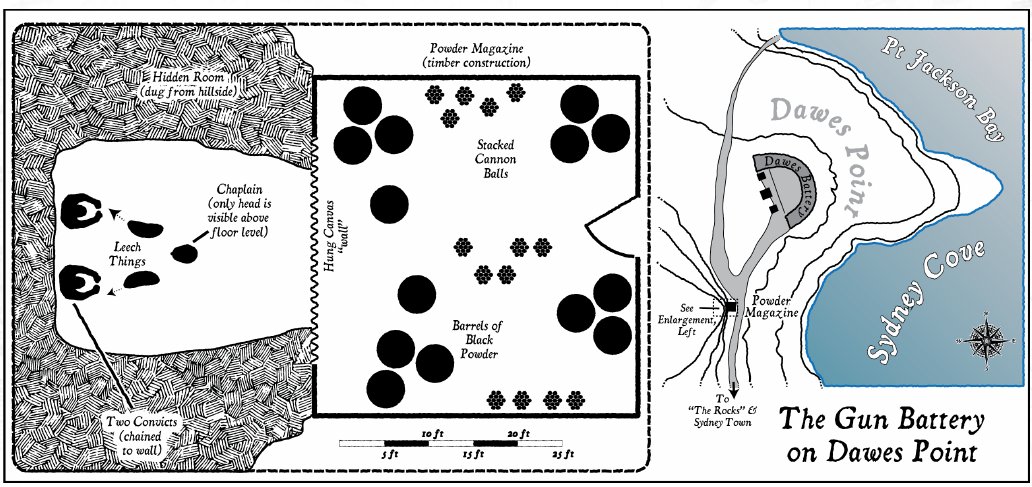 Powder Magazine
(timber construction)
Hidden Room
(dug from hillside)
Stacked
Cannon
Balls
Chaplain
(only head is
visible above
floor level)
Leech
Things
Hung Canvas
"wall"
Barrels of
Black
Powder
Two Convicts
(chained
to wall)
10 ft
20 ft
5 ft
15 ft
25 ft
Pt Jackson
Bay
Dawes Point
Dawes Battery
Sydney Cove
See
Enlargement,
Left
Powder
Magazine
To
"The Rocks" &
Sydney Town
The Gun Battery
on Dawes Point